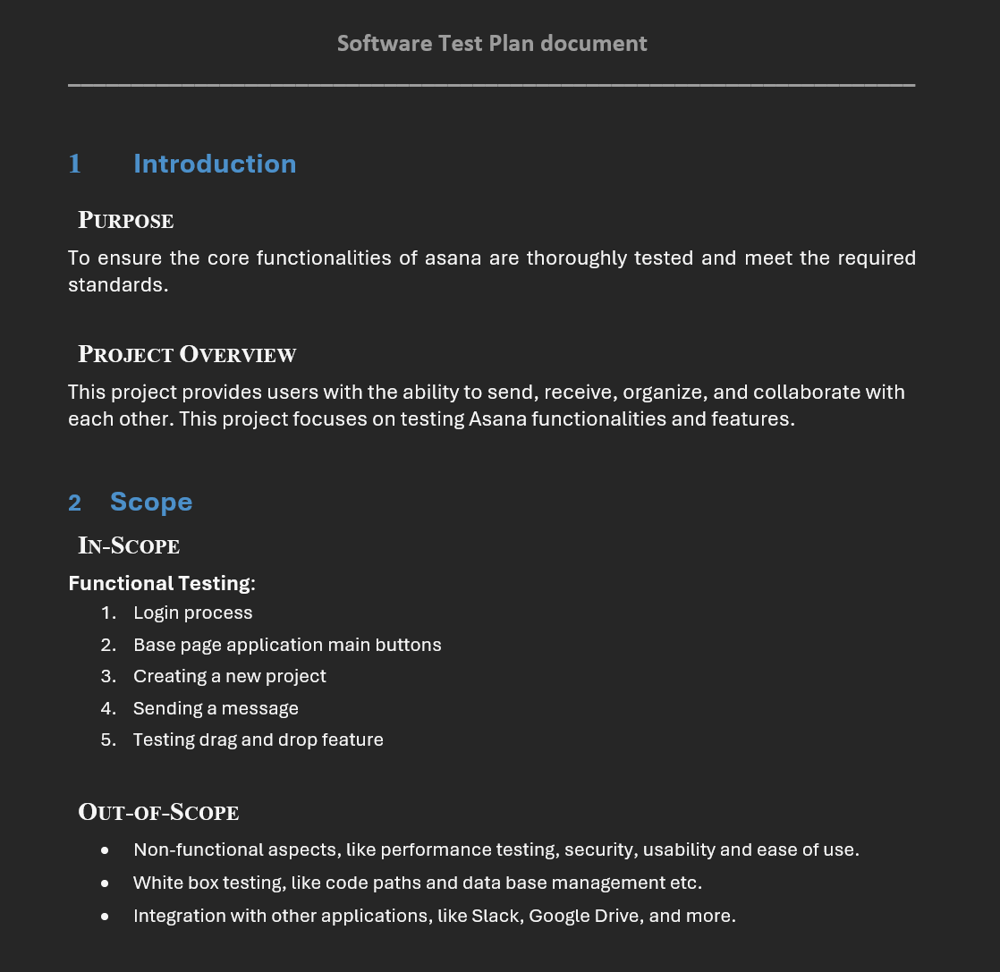 Software Test Plan document
1 Introduction
PURPOSE
To ensure the core functionalities of asana are thoroughly tested and meet the required
standards.
PROJECT OVERVIEW
This project provides users with the ability to send, receive, organize, and collaborate with
each other. This project focuses on testing Asana functionalities and features.
2 Scope
IN-SCOPE
Functional Testing:
1. Login process
2. Base page application main buttons
3. Creating a new project
4. Sending a message
5. Testing drag and drop feature
OUT-OF-SCOPE
• Non-functional aspects, like performance testing, security, usability and ease of use.
• White box testing, like code paths and data base management etc.
• Integration with other applications, like Slack, Google Drive, and more.